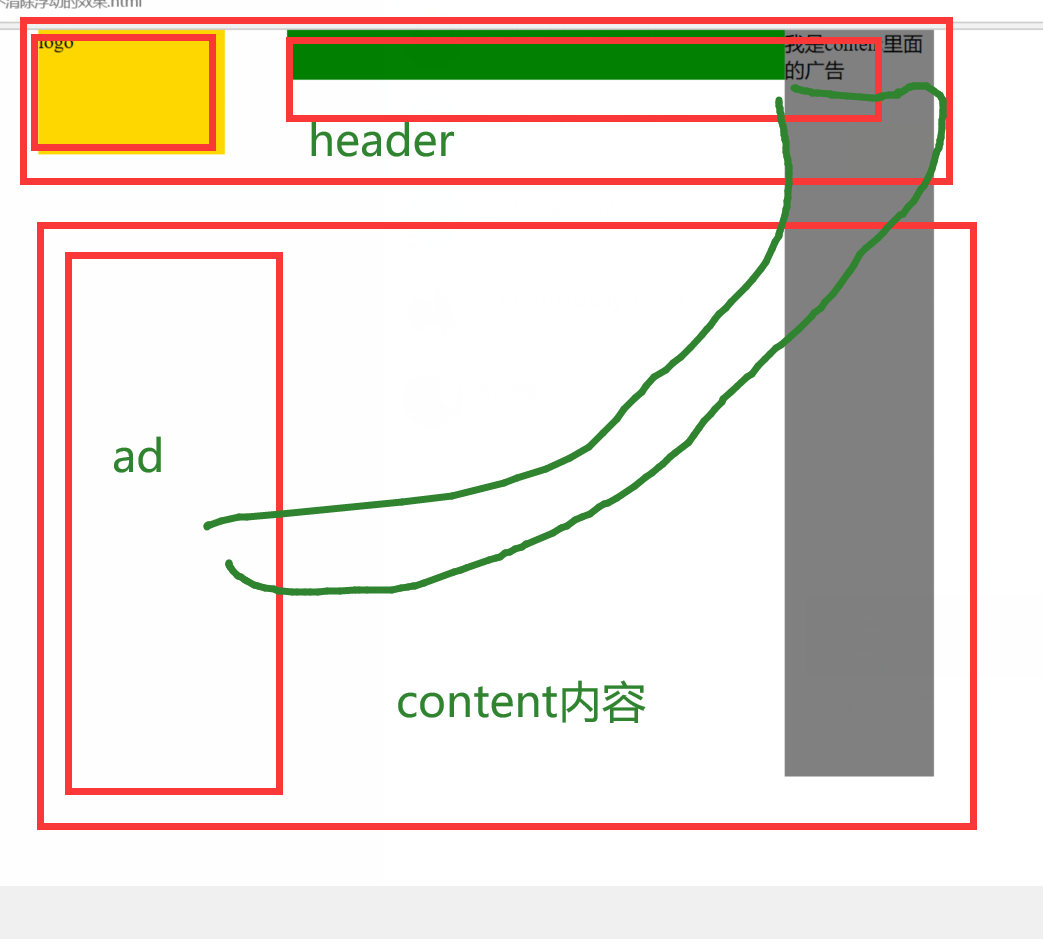 清除浮动的效果.html
logo
我是content里面
的广告
header
ad
content内容